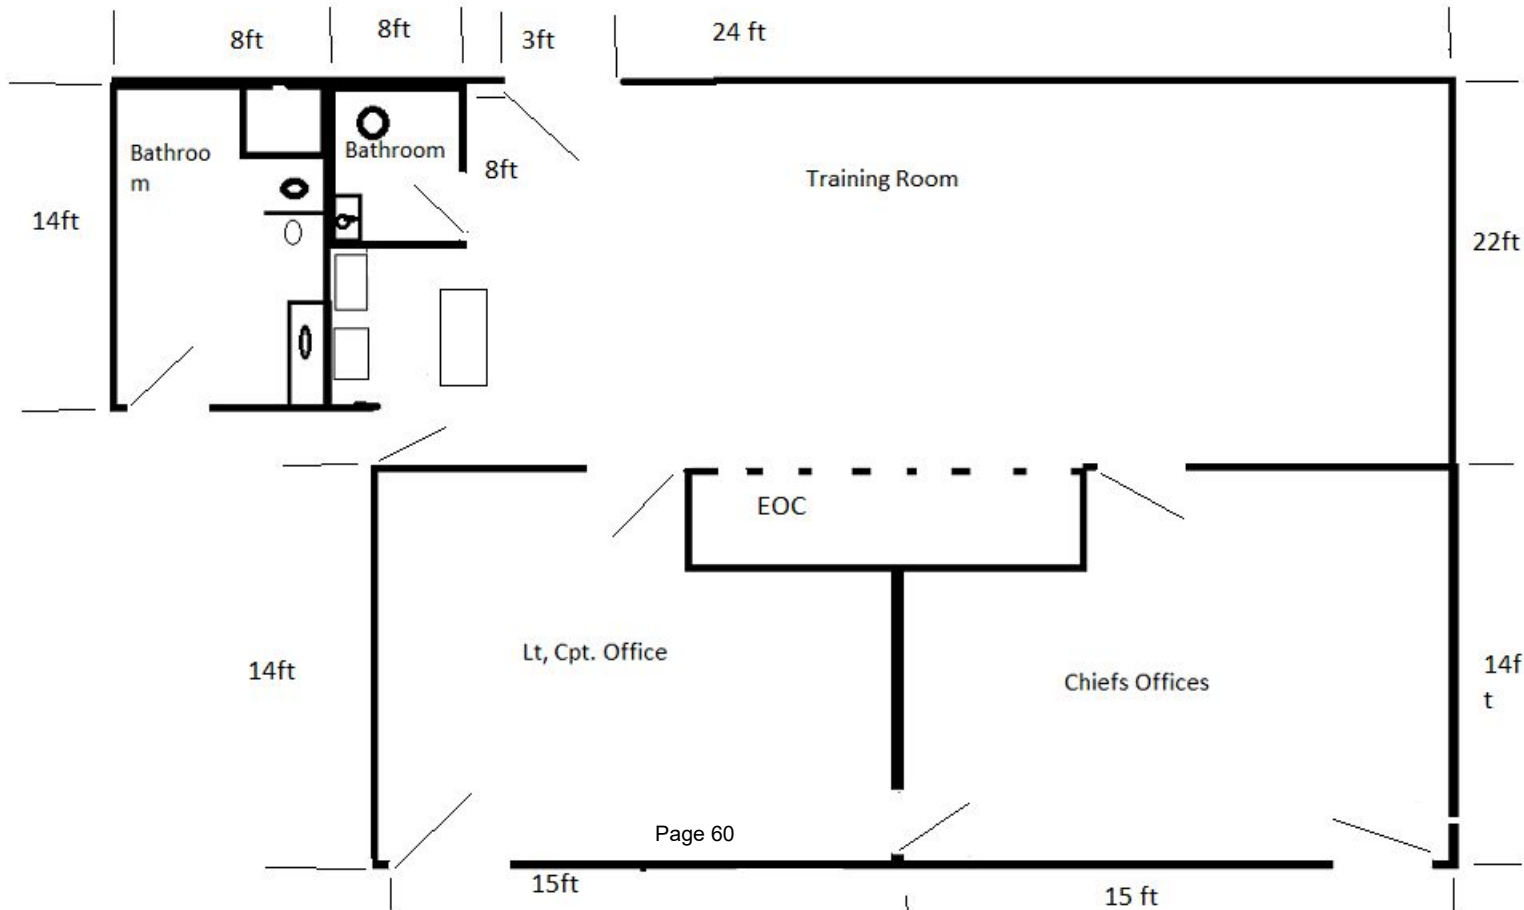 8ft
8ft
3ft
24 ft
Bathroo
m
Bathroom
8ft
Training Room
14ft
22ft
EOC
Lt, Cpt. Office
14ft
Chiefs Offices
14f
t
Page 60
15ft
15 ft